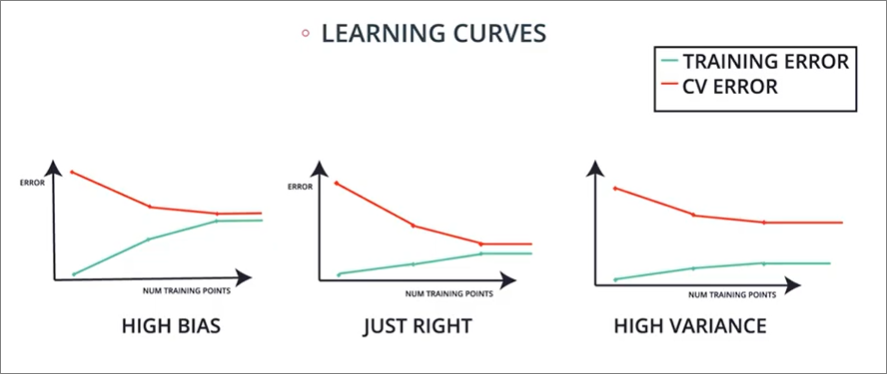 LEARNING CURVES
TRAINING ERROR
CV ERROR
ERROR
NUM TRAINING POINTS
HIGH BIAS
ERROR
NUM TRAINING POINTS
JUST RIGHT
NUM TRAINING POINTS
HIGH VARIANCE